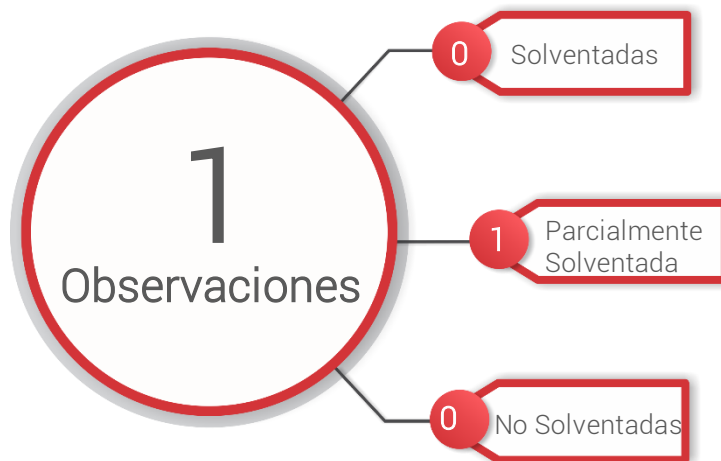 1
Observaciones
0
Solventadas
1
Parcialmente
Solventada
0
No Solventadas